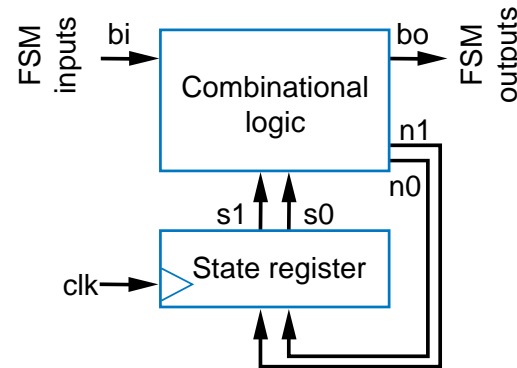 FSM
inputs
bi
bo
FSM
outputs
Combinational
logic
n1
n0
s1
s0
clk
State register